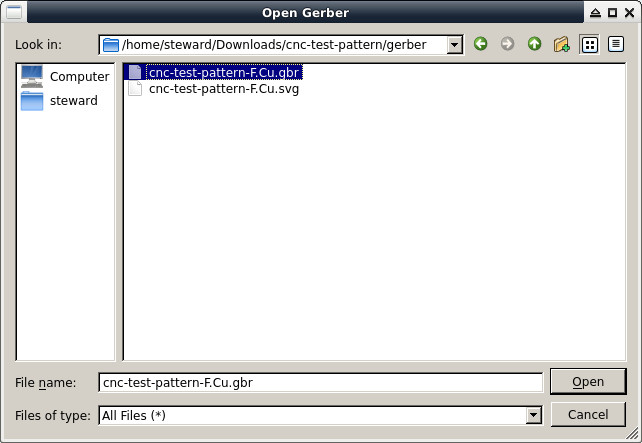 Open Gerber
Look in:
/home/steward/Downloads/cnc-test-pattern/gerber
Computer
steward
cnc-test-pattern-F.Cu.gbr
cnc-test-pattern-F.Cu.svg
File name:
cnc-test-pattern-F.Cu.gbr
Open
Files of type:
All Files (*)
Cancel